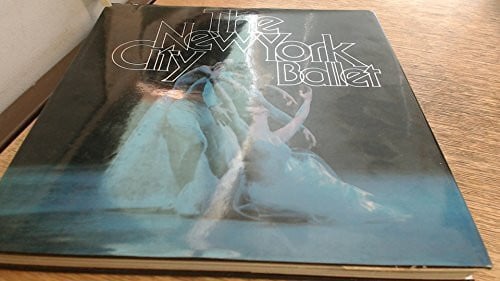 The
New York
City Ballet